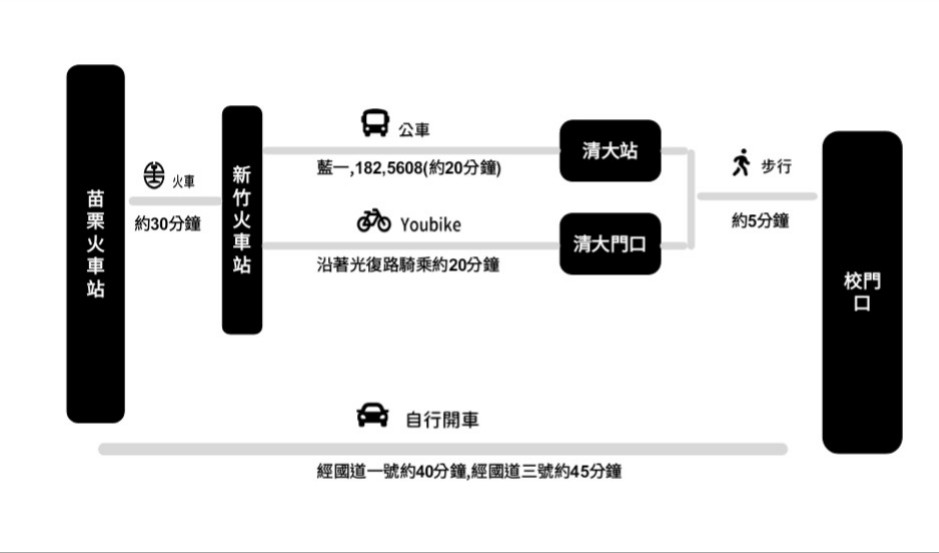 苗栗火車站
火車
約30分鐘
新竹火車站
公車
藍一,182,5608(約20分鐘)
清大站
Youbike
沿著光復路騎乘約20分鐘
清大門口
步行
約5分鐘
校門
口
自行開車
經國道一號約40分鐘,經國道三號約45分鐘